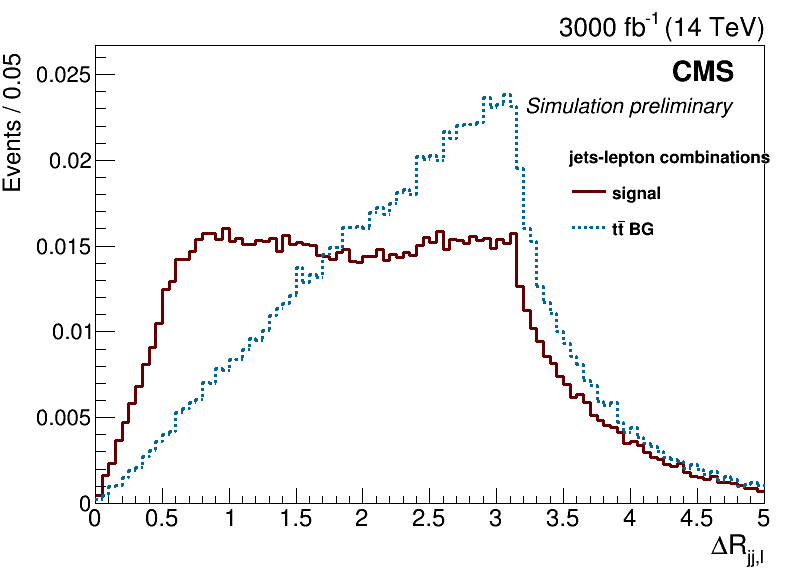 3000 fb-1 (14 TeV)
Events / 0.05
CMS
Simulation preliminary
jets-lepton combinations
signal
tt̄ BG
0.025
0.02
0.015
0.01
0.005
0
0 0.5 1 1.5 2 2.5 3 3.5 4 4.5 5
ΔRjj,l